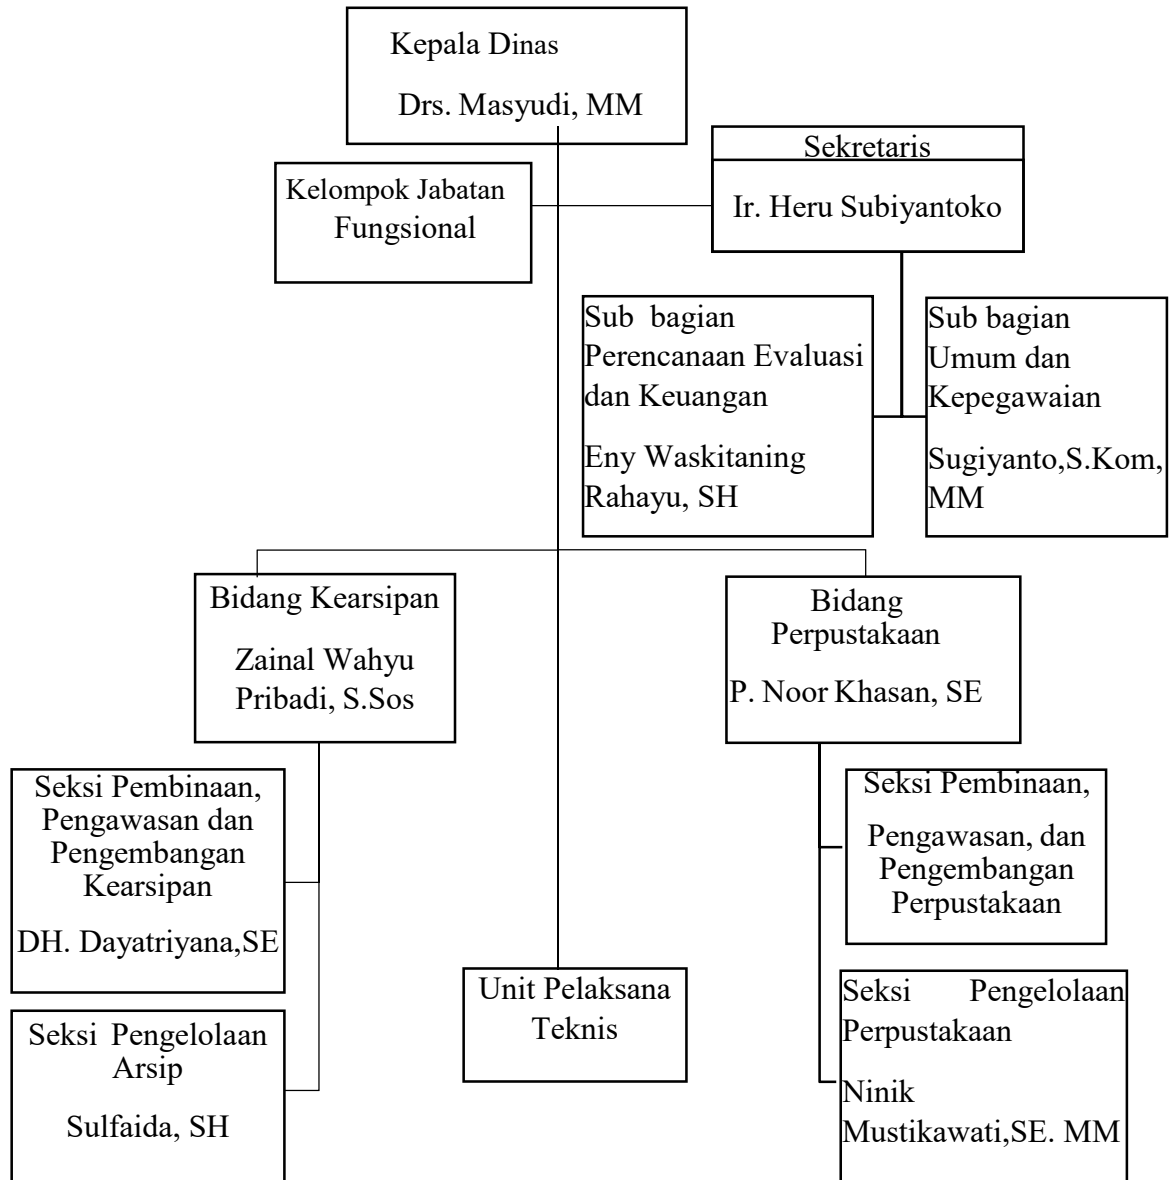 Kepala Dinas
Drs. Masyudi, MM
Sekretaris
Ir. Heru Subiyantoko
Kelompok Jabatan
Fungsional
Sub bagian
Perencanaan Evaluasi
dan Keuangan
Eny Waskitaning
Rahayu, SH
Sub bagian
Umum dan
Kepegawaian
Sugiyanto,S.Kom,
MM
Bidang Kearsipan
Zainal Wahyu
Pribadi, S.Sos
Bidang
Perpustakaan
P. Noor Khasan, SE
Seksi Pembinaan,
Pengawasan dan
Pengembangan
Kearsipan
DH. Dayatriyana,SE
Seksi Pembinaan,
Pengawasan, dan
Pengembangan
Perpustakaan
Unit Pelaksana
Teknis
Seksi Pengelolaan
Arsip
Sulfaida, SH
Seksi Pengelolaan
Perpustakaan
Ninik
Mustikawati,SE. MM